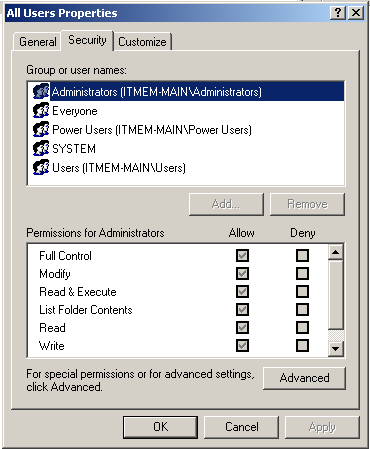 All Users Properties
General Security Customize
Group or user names:
Administrators (ITMEM-MAIN\Administrators)
Everyone
Power Users (ITMEM-MAIN\Power Users)
SYSTEM
Users (ITMEM-MAIN\Users)
Add... Remove
Permissions for Administrators Allow Deny
Full Control
Modify
Read & Execute
List Folder Contents
Read
Write
For special permissions or for advanced settings,
click Advanced.
Advanced
OK Cancel Apply